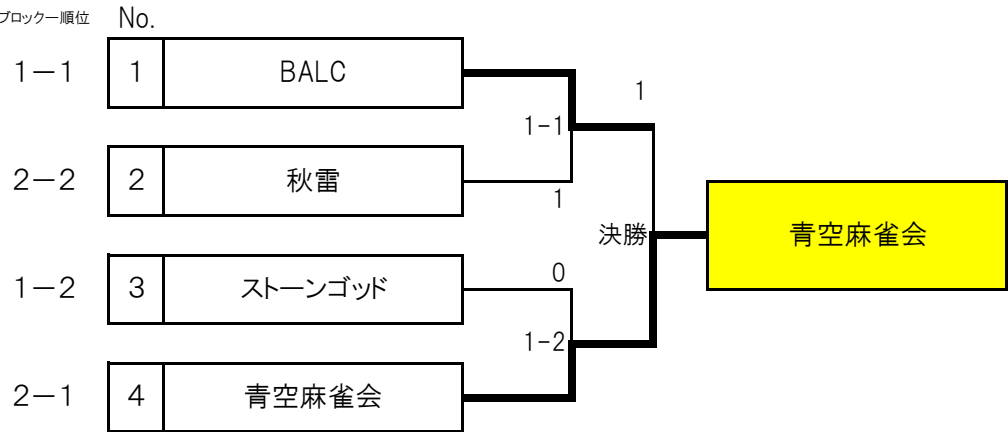 ブロックー順位 No.
1－1 1 BALC
1
1-1
2－2 2 秋雷
1
決勝 青空麻雀会
1－2 3 ストーンゴッド
0
1-2
2－1 4 青空麻雀会